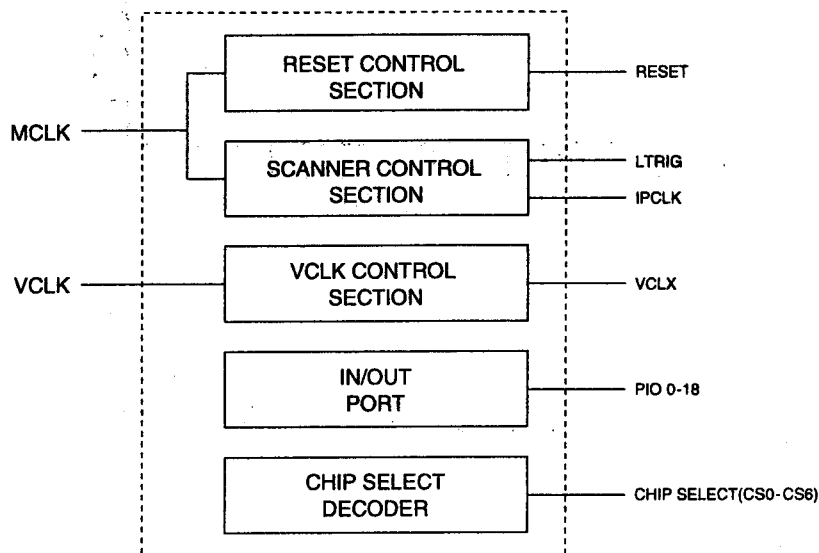 RESET CONTROL
SECTION
RESET
MCLK
SCANNER CONTROL
SECTION
LTRIG
IPCLK
VCLK
VCLK CONTROL
SECTION
VCLX
IN/OUT
PORT
PIO 0-18
CHIP SELECT
DECODER
CHIP SELECT(CS0-CS6)